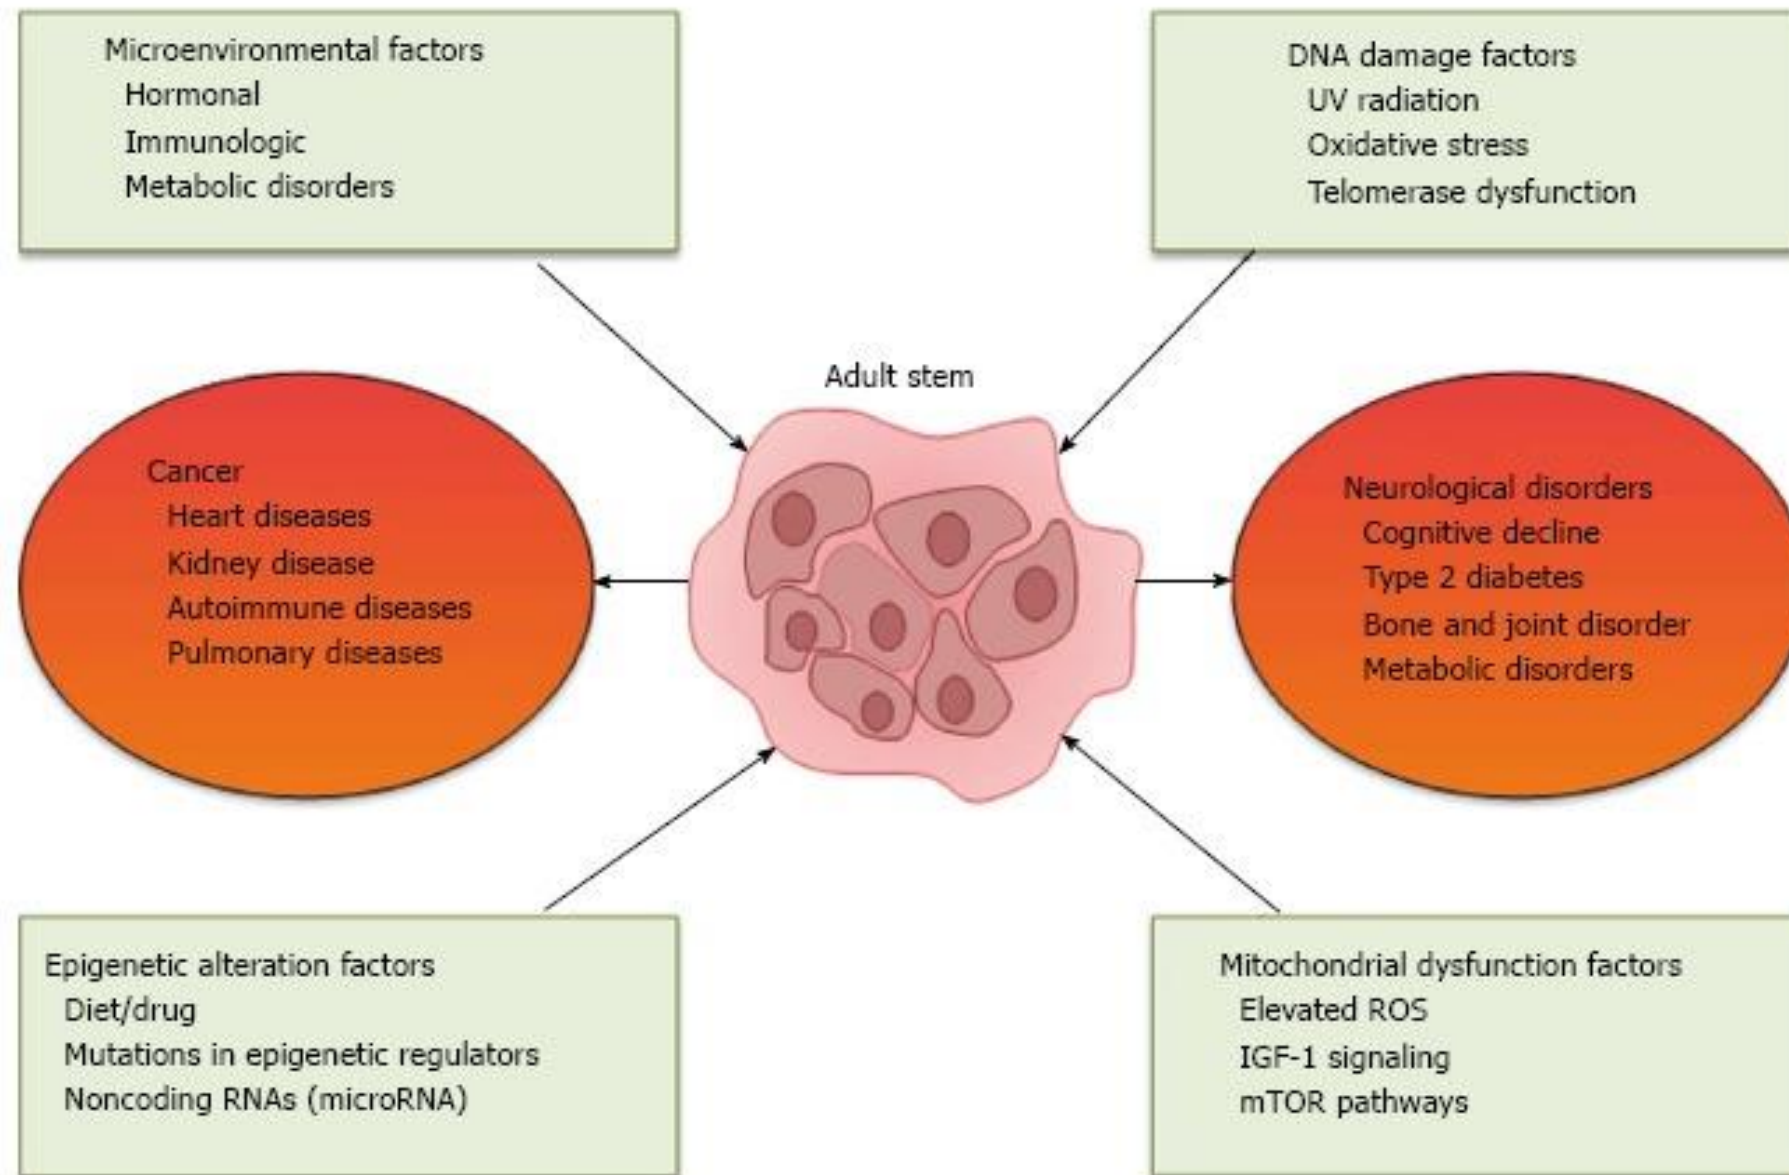 Microenvironmental factors
Hormonal
Immunologic
Metabolic disorders
DNA damage factors
UV radiation
Oxidative stress
Telomerase dysfunction
Adult stem
Cancer
Heart diseases
Kidney disease
Autoimmune diseases
Pulmonary diseases
Neurological disorders
Cognitive decline
Type 2 diabetes
Bone and joint disorder
Metabolic disorders
Epigenetic alteration factors
Diet/drug
Mutations in epigenetic regulators
Noncoding RNAs (microRNA)
Mitochondrial dysfunction factors
Elevated ROS
IGF-1 signaling
mTOR pathways